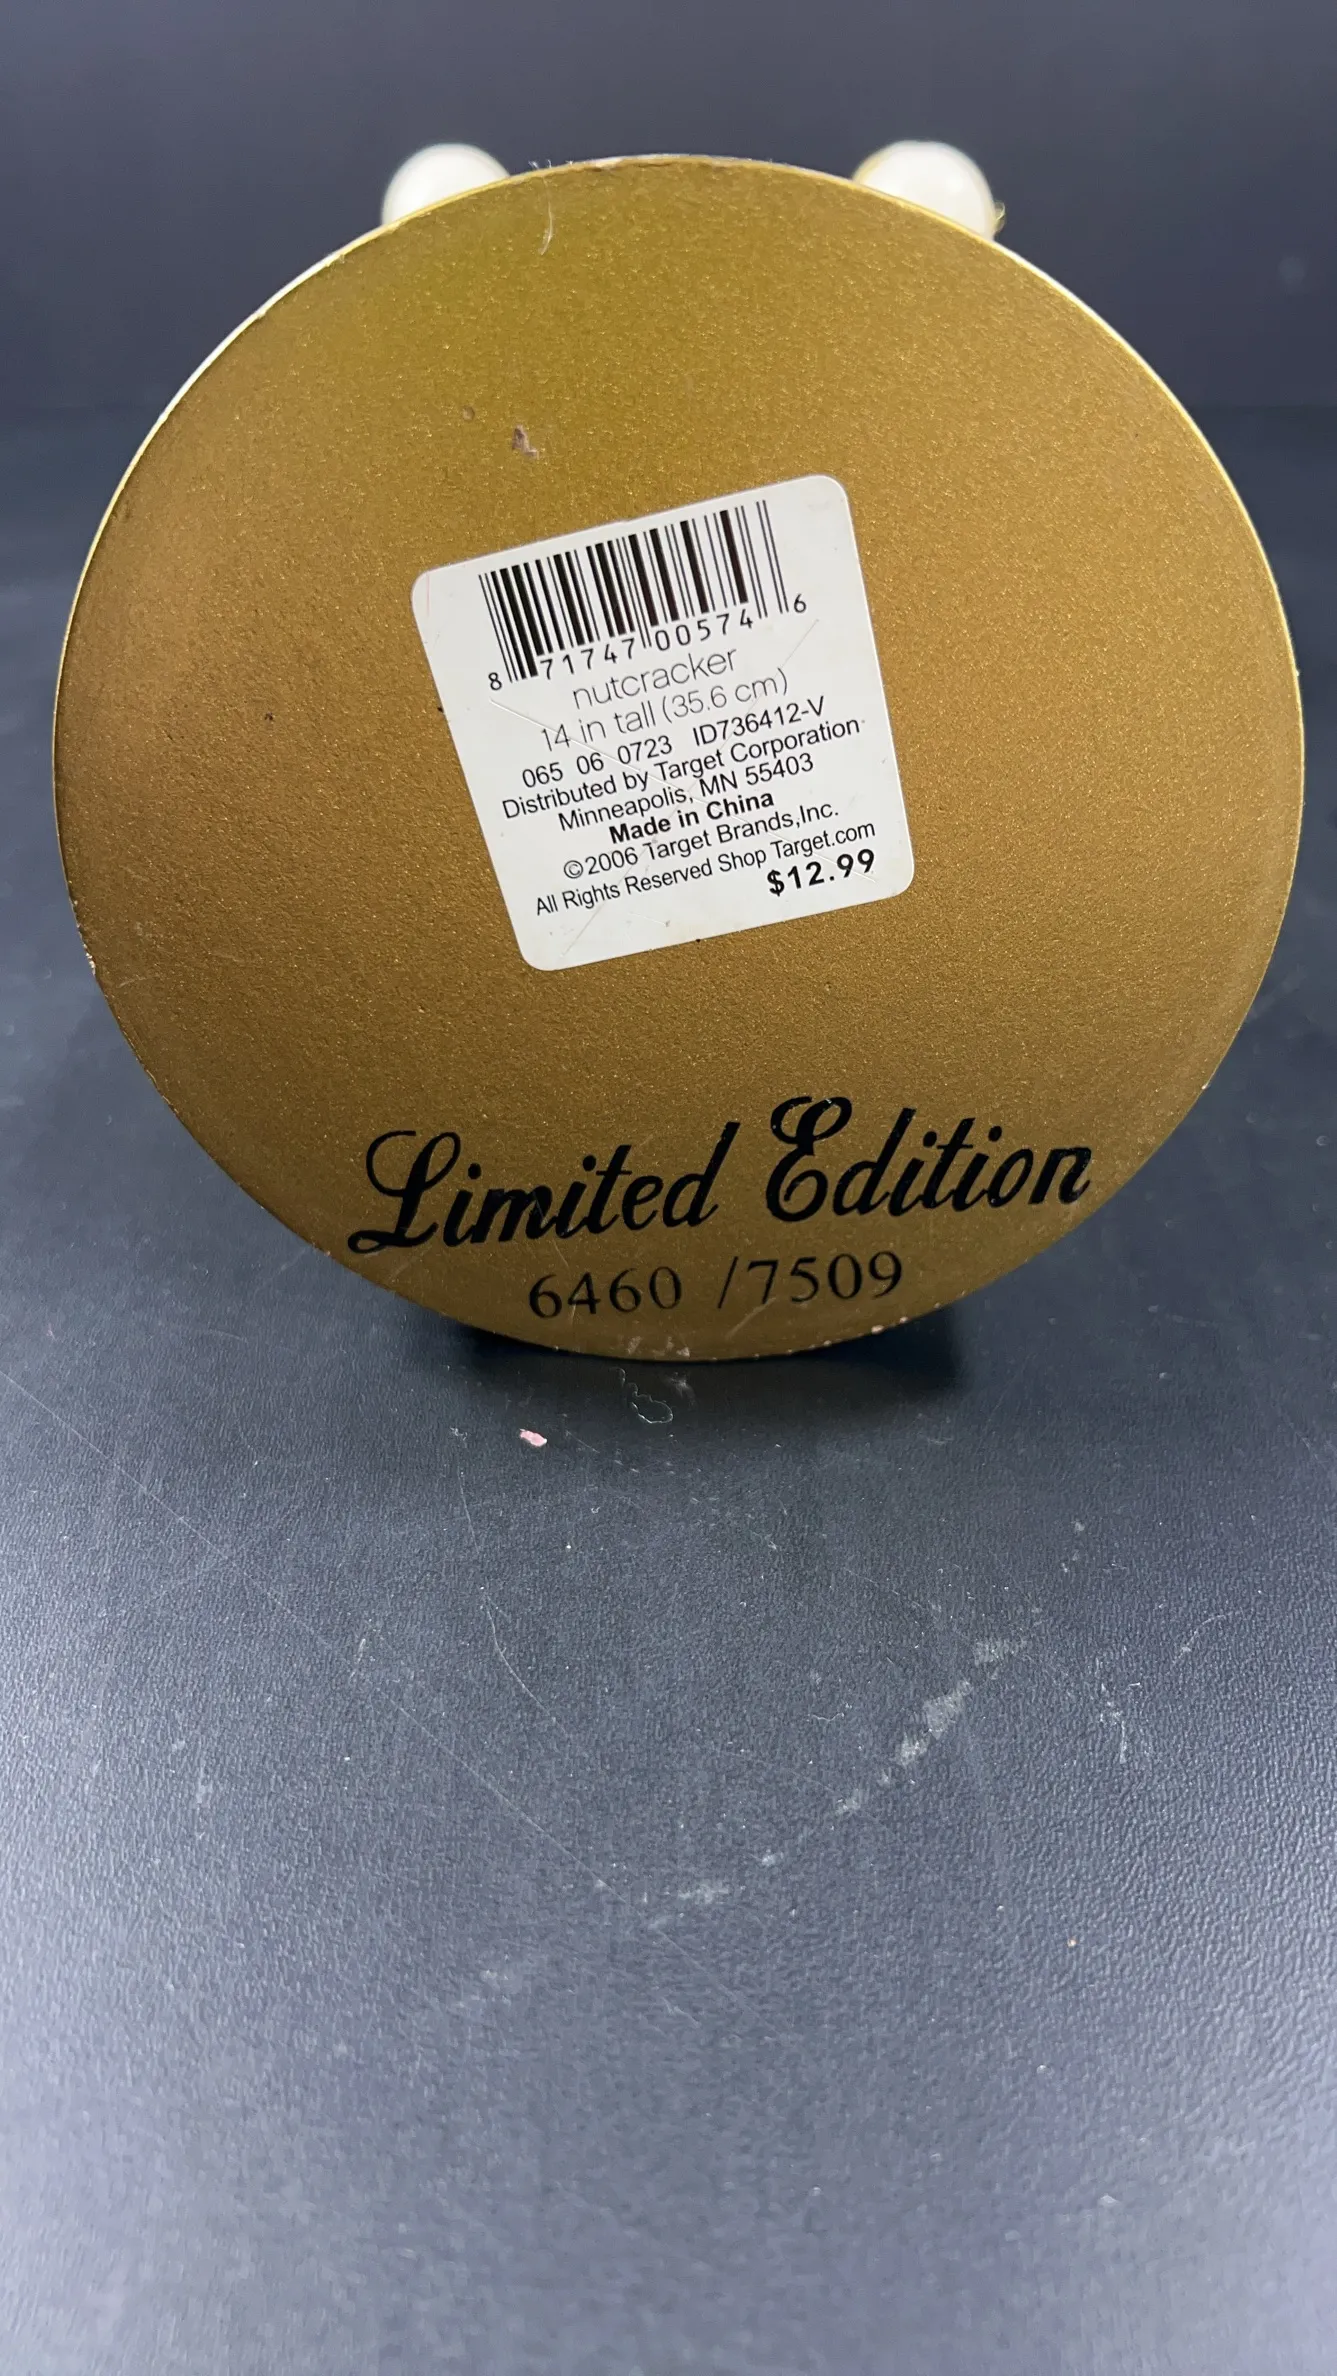 8 71747 00574 6
nutcracker
14 in tall (35.6 cm)
065 06 0723 ID736412-V
Distributed by Target Corporation
Minneapolis, MN 55403
Made in China
©2006 Target Brands,Inc.
All Rights Reserved Shop Target.com
$12.99
Limited Edition
6460 /7509